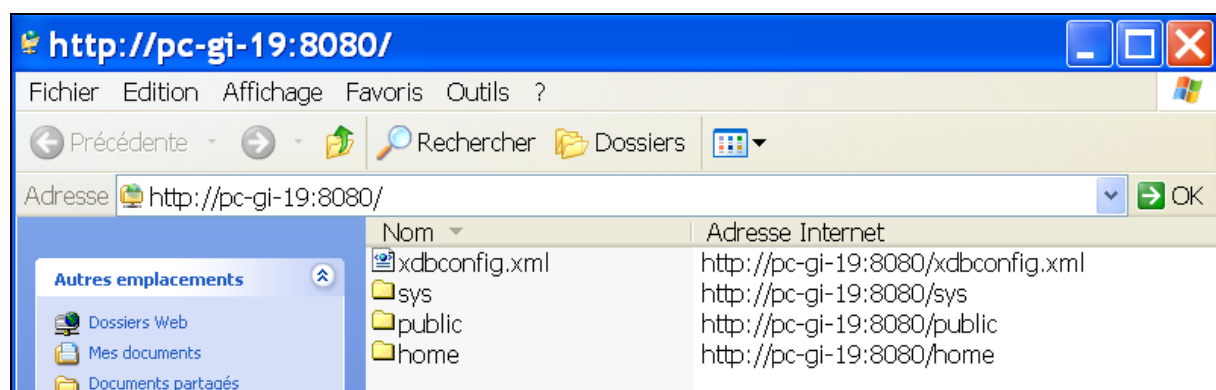 http://pc-gi-19:8080/
Fichier Edition Affichage Favoris Outils ?
Précédente Rechercher Dossiers
Adresse http://pc-gi-19:8080/ OK
Nom Adresse Internet
xdbconfig.xml http://pc-gi-19:8080/xdbconfig.xml
sys http://pc-gi-19:8080/sys
public http://pc-gi-19:8080/public
home http://pc-gi-19:8080/home
Autres emplacements
Dossiers Web
Mes documents
Documents partagés